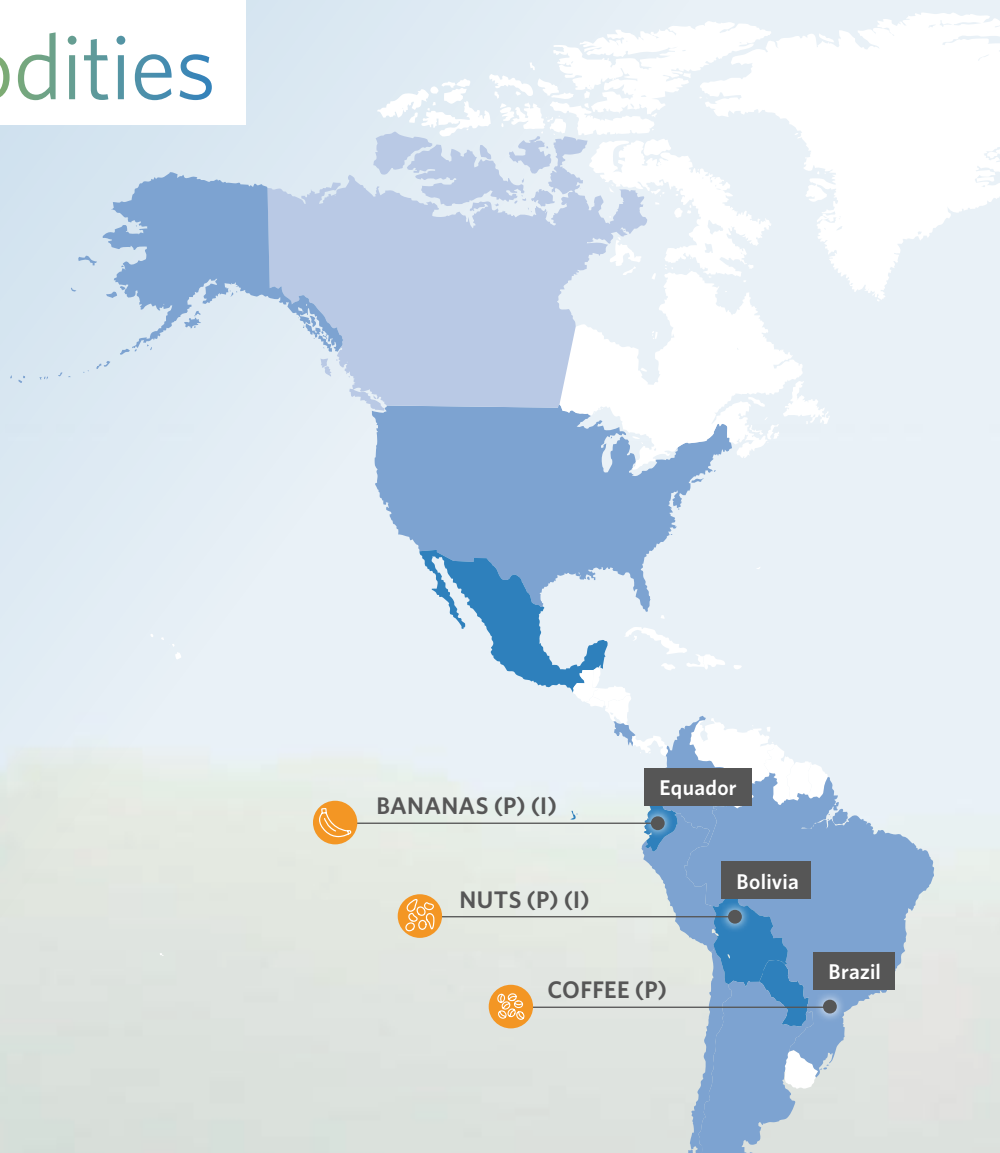 odities
Equador
BANANAS (P) (I)
Bolivia
NUTS (P) (I)
Brazil
COFFEE (P)